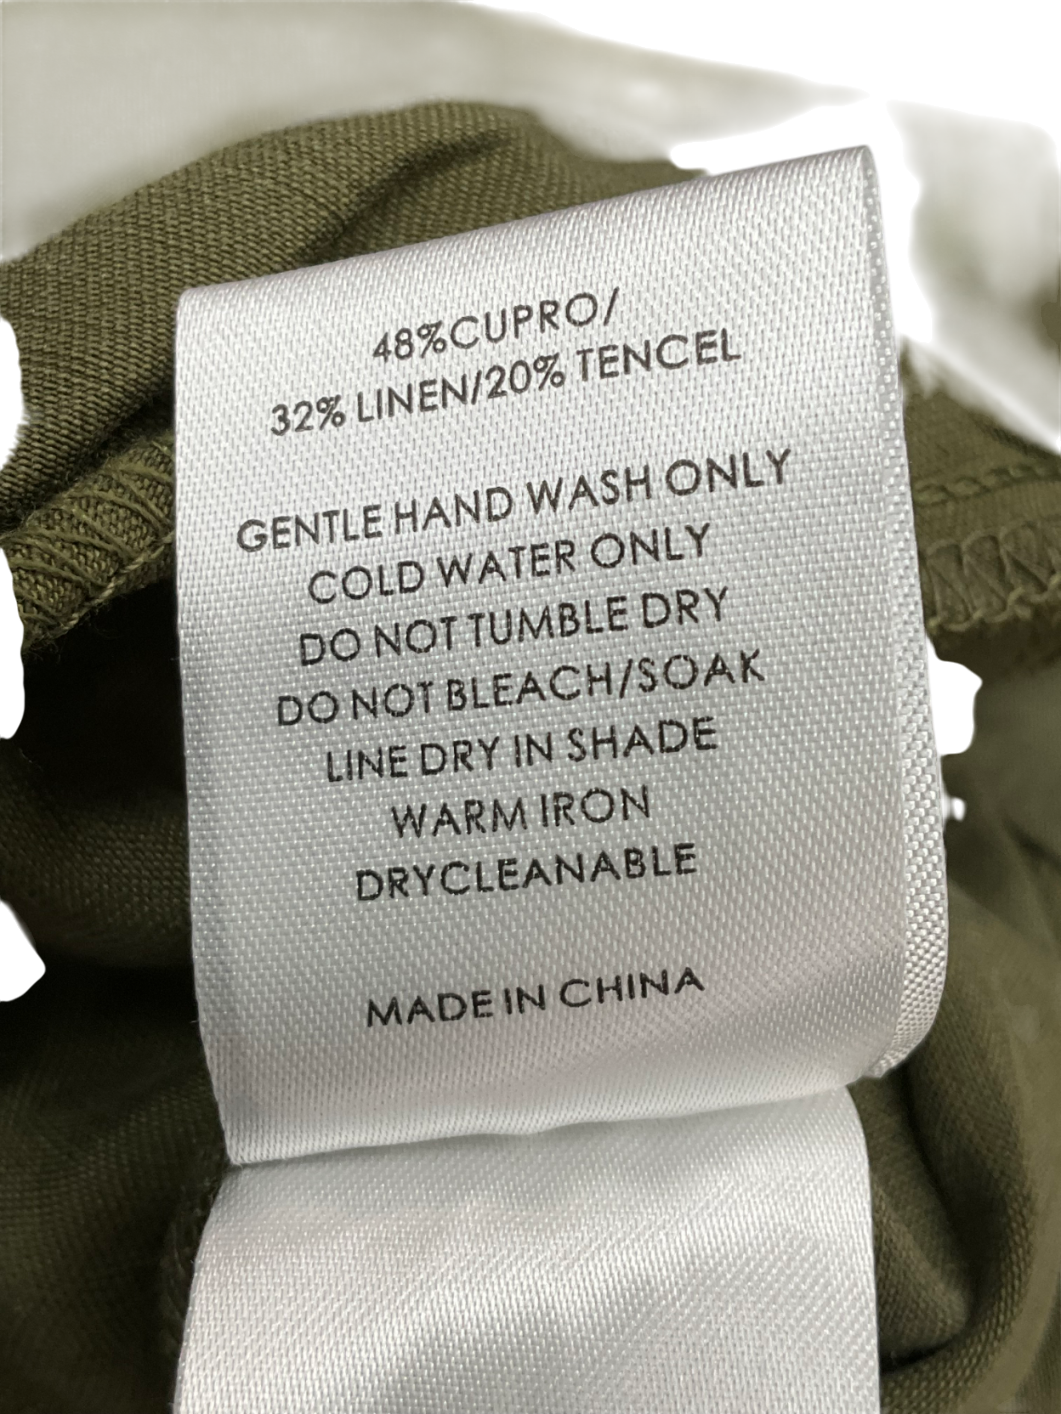 48%CUPRO/
32% LINEN/20% TENCEL
GENTLE HAND WASH ONLY
COLD WATER ONLY
DO NOT TUMBLE DRY
DO NOT BLEACH/SOAK
LINE DRY IN SHADE
WARM IRON
DRYCLEANABLE
MADE IN CHINA